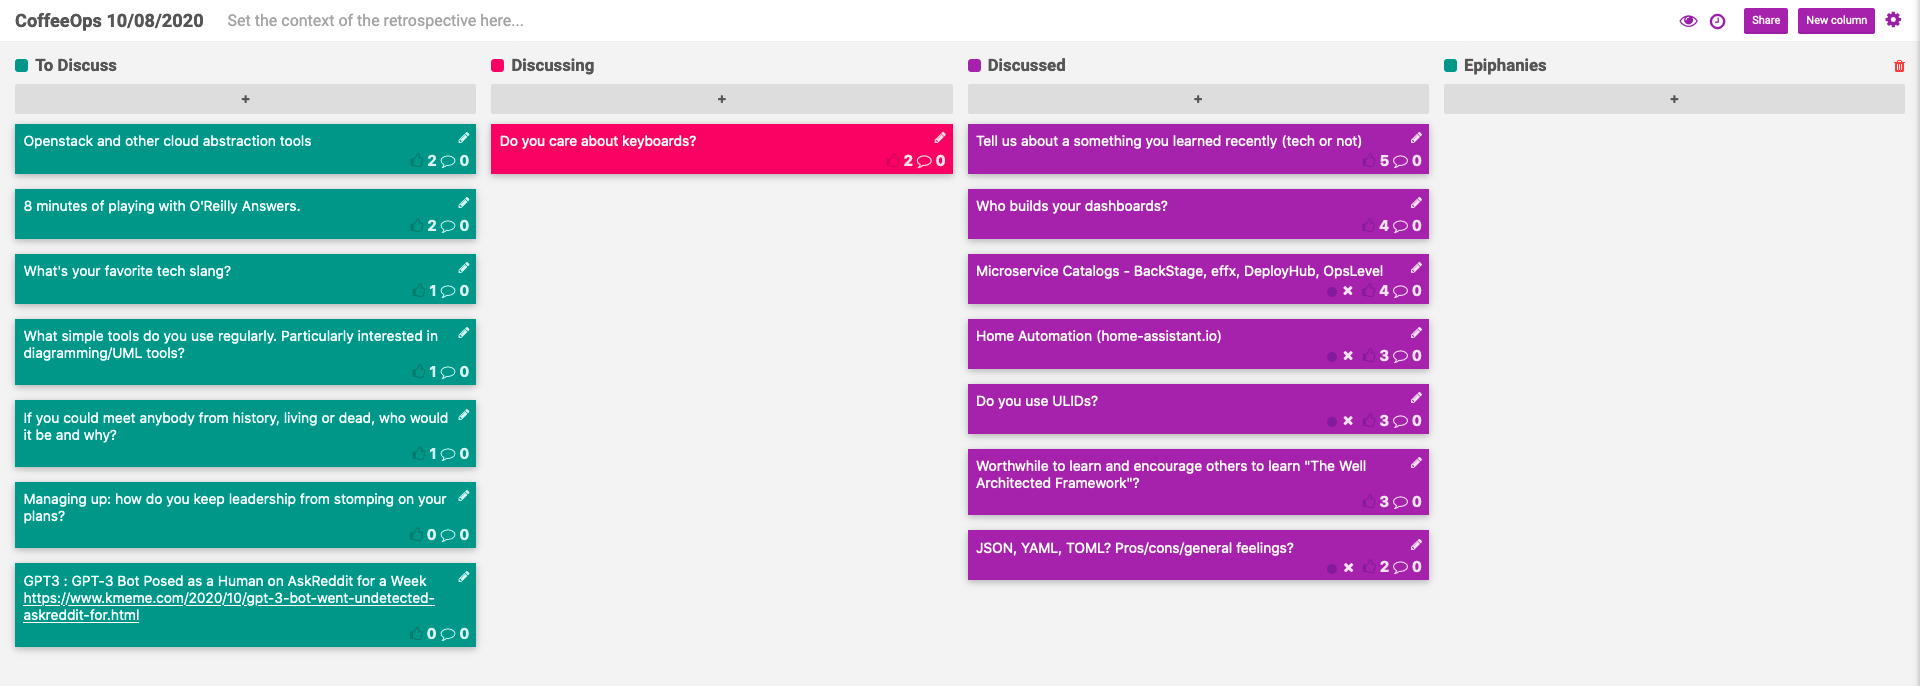 CoffeeOps 10/08/2020
Set the context of the retrospective here...
Share
New column
To Discuss
+
Openstack and other cloud abstraction tools
2 0
8 minutes of playing with O'Reilly Answers.
2 0
What's your favorite tech slang?
1 0
What simple tools do you use regularly. Particularly interested in
diagramming/UML tools?
1 0
If you could meet anybody from history, living or dead, who would
it be and why?
1 0
Managing up: how do you keep leadership from stomping on your
plans?
0 0
GPT3 : GPT-3 Bot Posed as a Human on AskReddit for a Week
https://www.kmeme.com/2020/10/gpt-3-bot-went-undetected-
askreddit-for.html
0 0
Discussing
+
Do you care about keyboards?
2 0
Discussed
+
Tell us about a something you learned recently (tech or not)
5 0
Who builds your dashboards?
4 0
Microservice Catalogs - BackStage, effx, DeployHub, OpsLevel
4 0
Home Automation (home-assistant.io)
3 0
Do you use ULIDs?
3 0
Worthwhile to learn and encourage others to learn "The Well
Architected Framework"?
3 0
JSON, YAML, TOML? Pros/cons/general feelings?
2 0
Epiphanies
+